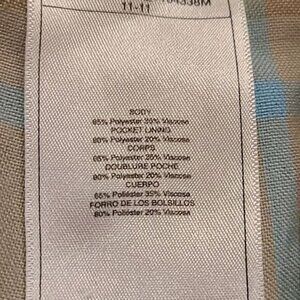 11-11
BODY
65% Polyester 35% Viscose
POCKET LINING
80% Polyester 20% Viscose
CORPS
65% Polyester 35% Viscose
DOUBLURE POCHE
80% Polyester 20% Viscose
CUERPO
65% Poliéster 35% Viscosa
FORRO DE LOS BOLSILLOS
80% Poliéster 20% Viscosa